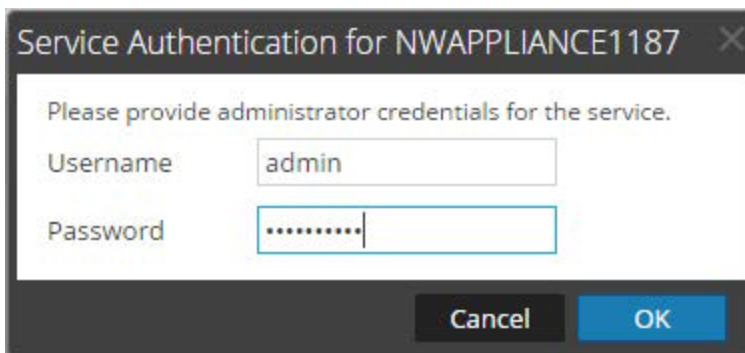 Service Authentication for NWAPPLIANCE1187
Please provide administrator credentials for the service.
Username admin
Password ••••••••••
Cancel OK